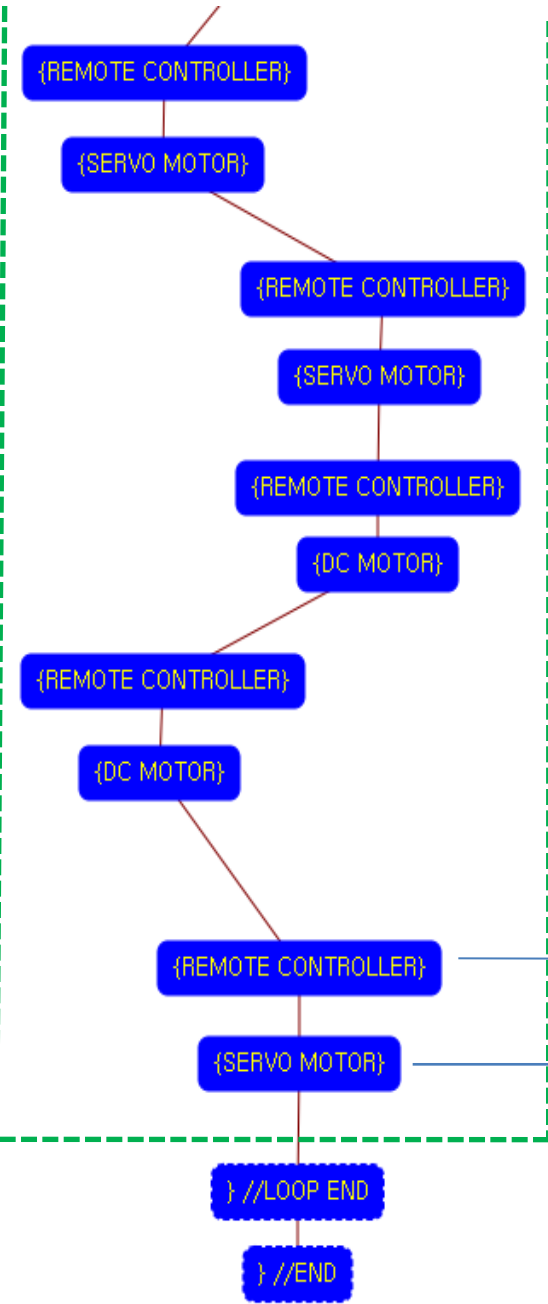 {REMOTE CONTROLLER}
{SERVO MOTOR}
{REMOTE CONTROLLER}
{SERVO MOTOR}
{REMOTE CONTROLLER}
{DC MOTOR}
{REMOTE CONTROLLER}
{DC MOTOR}
{REMOTE CONTROLLER}
{SERVO MOTOR}
} //LOOP END
} //END